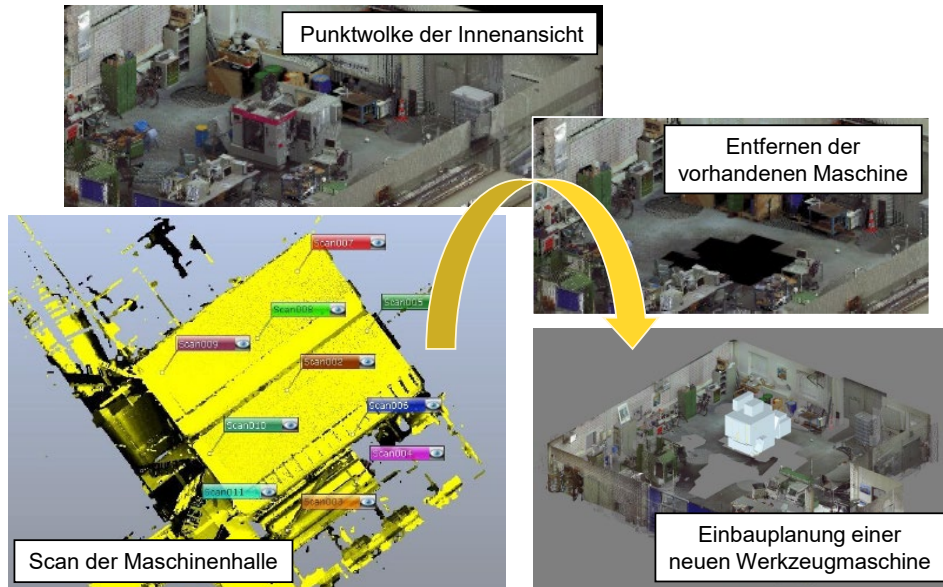 Punktwolke der Innenansicht
Entfernen der
vorhandenen Maschine
Scan007
Scan008
Scan005
Scan009
Scan002
Scan006
Scan010
Scan004
Scan011
Scan003
Scan der Maschinenhalle
Einbauplanung einer
neuen Werkzeugmaschine